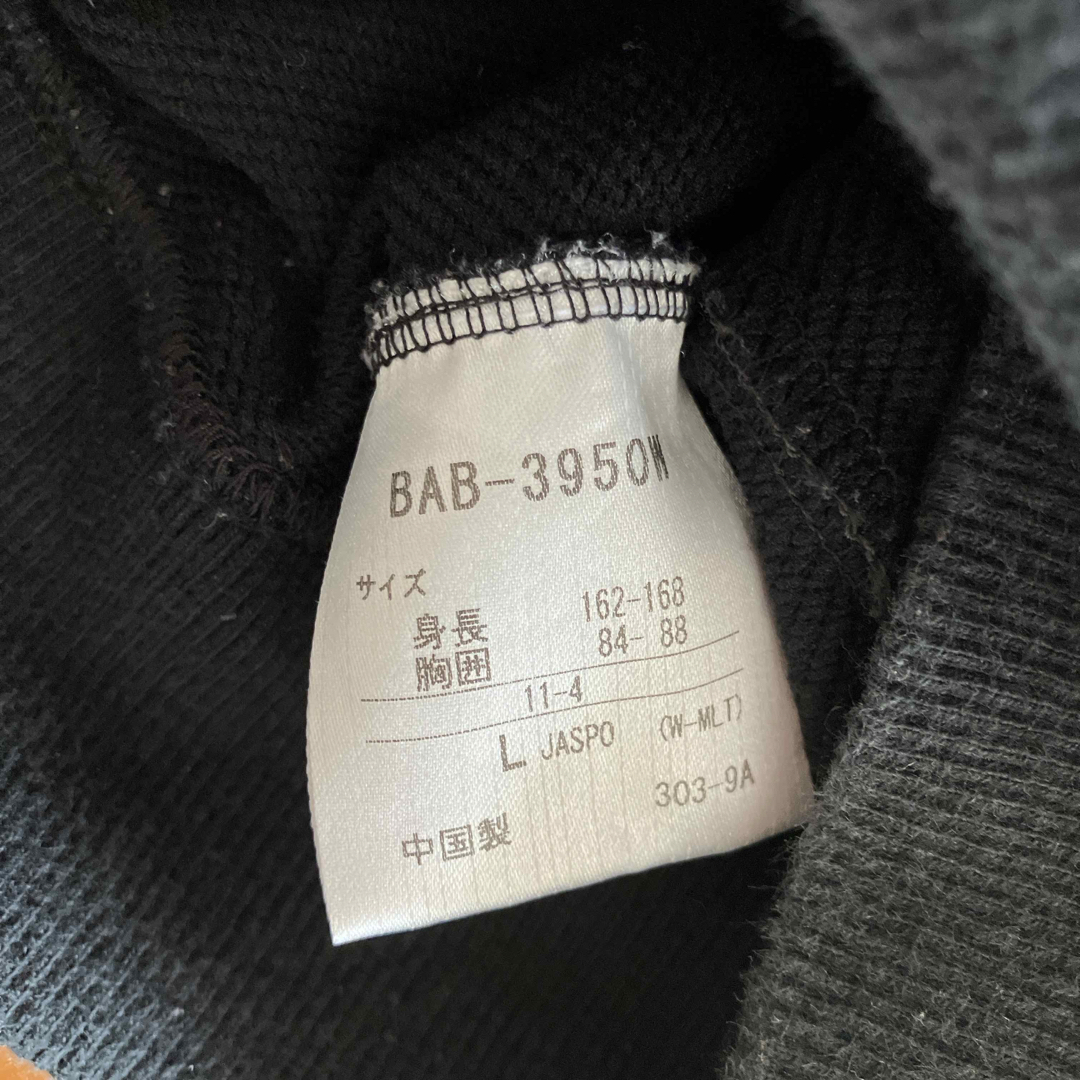 BAB-3950W
サイズ
身長 162-168
胸囲 84- 88
11-4
L JASPO (W-MLT)
303-9A
中国製